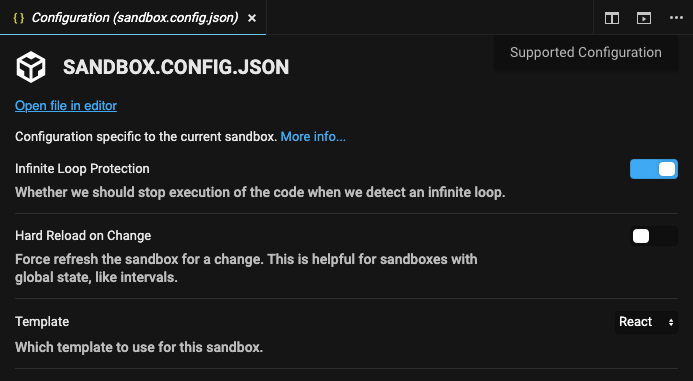 { } Configuration (sandbox.config.json) ×
Supported Configuration
SANDBOX.CONFIG.JSON
Open file in editor
Configuration specific to the current sandbox. More info...
Infinite Loop Protection
Whether we should stop execution of the code when we detect an infinite loop.
Hard Reload on Change
Force refresh the sandbox for a change. This is helpful for sandboxes with
global state, like intervals.
Template
React
Which template to use for this sandbox.